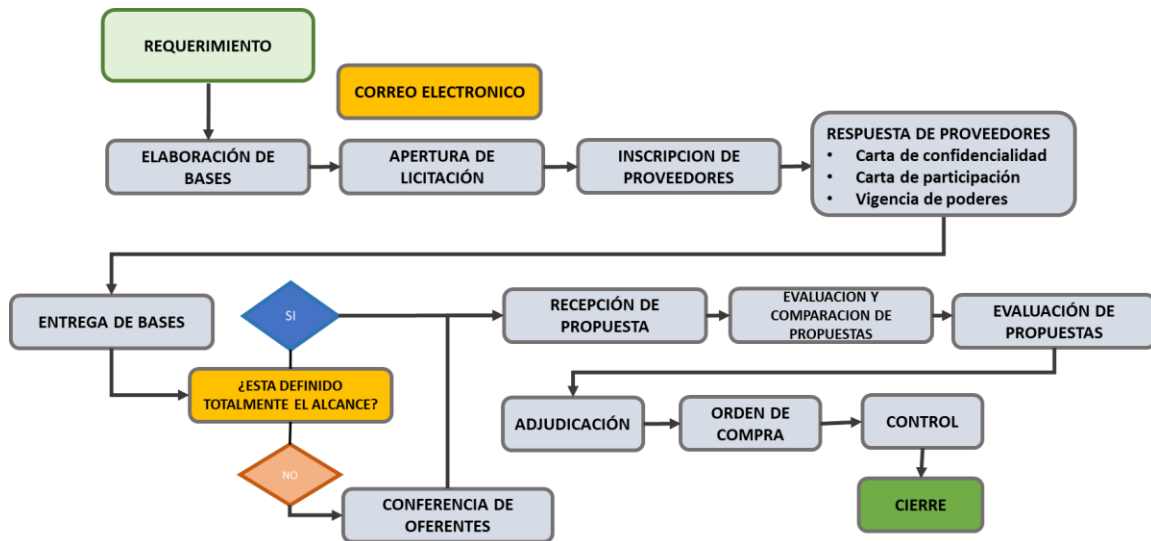 REQUERIMIENTO
CORREO ELECTRONICO
ELABORACIÓN DE
BASES
APERTURA DE
LICITACIÓN
INSCRIPCION DE
PROVEEDORES
RESPUESTA DE PROVEEDORES
• Carta de confidencialidad
• Carta de participación
• Vigencia de poderes
ENTREGA DE BASES
SI
¿ESTA DEFINIDO
TOTALMENTE EL ALCANCE?
NO
CONFERENCIA DE
OFERENTES
RECEPCIÓN DE
PROPUESTA
EVALUACION Y
COMPARACION DE
PROPUESTAS
EVALUACIÓN DE
PROPUESTAS
ADJUDICACIÓN
ORDEN DE
COMPRA
CONTROL
CIERRE